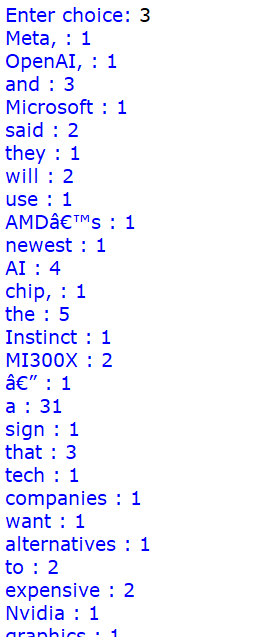 Enter choice: 3
Meta, : 1
OpenAI, : 1
and : 3
Microsoft : 1
said : 2
they : 1
will : 2
use : 1
AMDâ€™s : 1
newest : 1
AI : 4
chip, : 1
the : 5
Instinct : 1
MI300X : 2
â€” : 1
a : 31
sign : 1
that : 3
tech : 1
companies : 1
want : 1
alternatives : 1
to : 2
expensive : 2
Nvidia : 1
graphics : 1